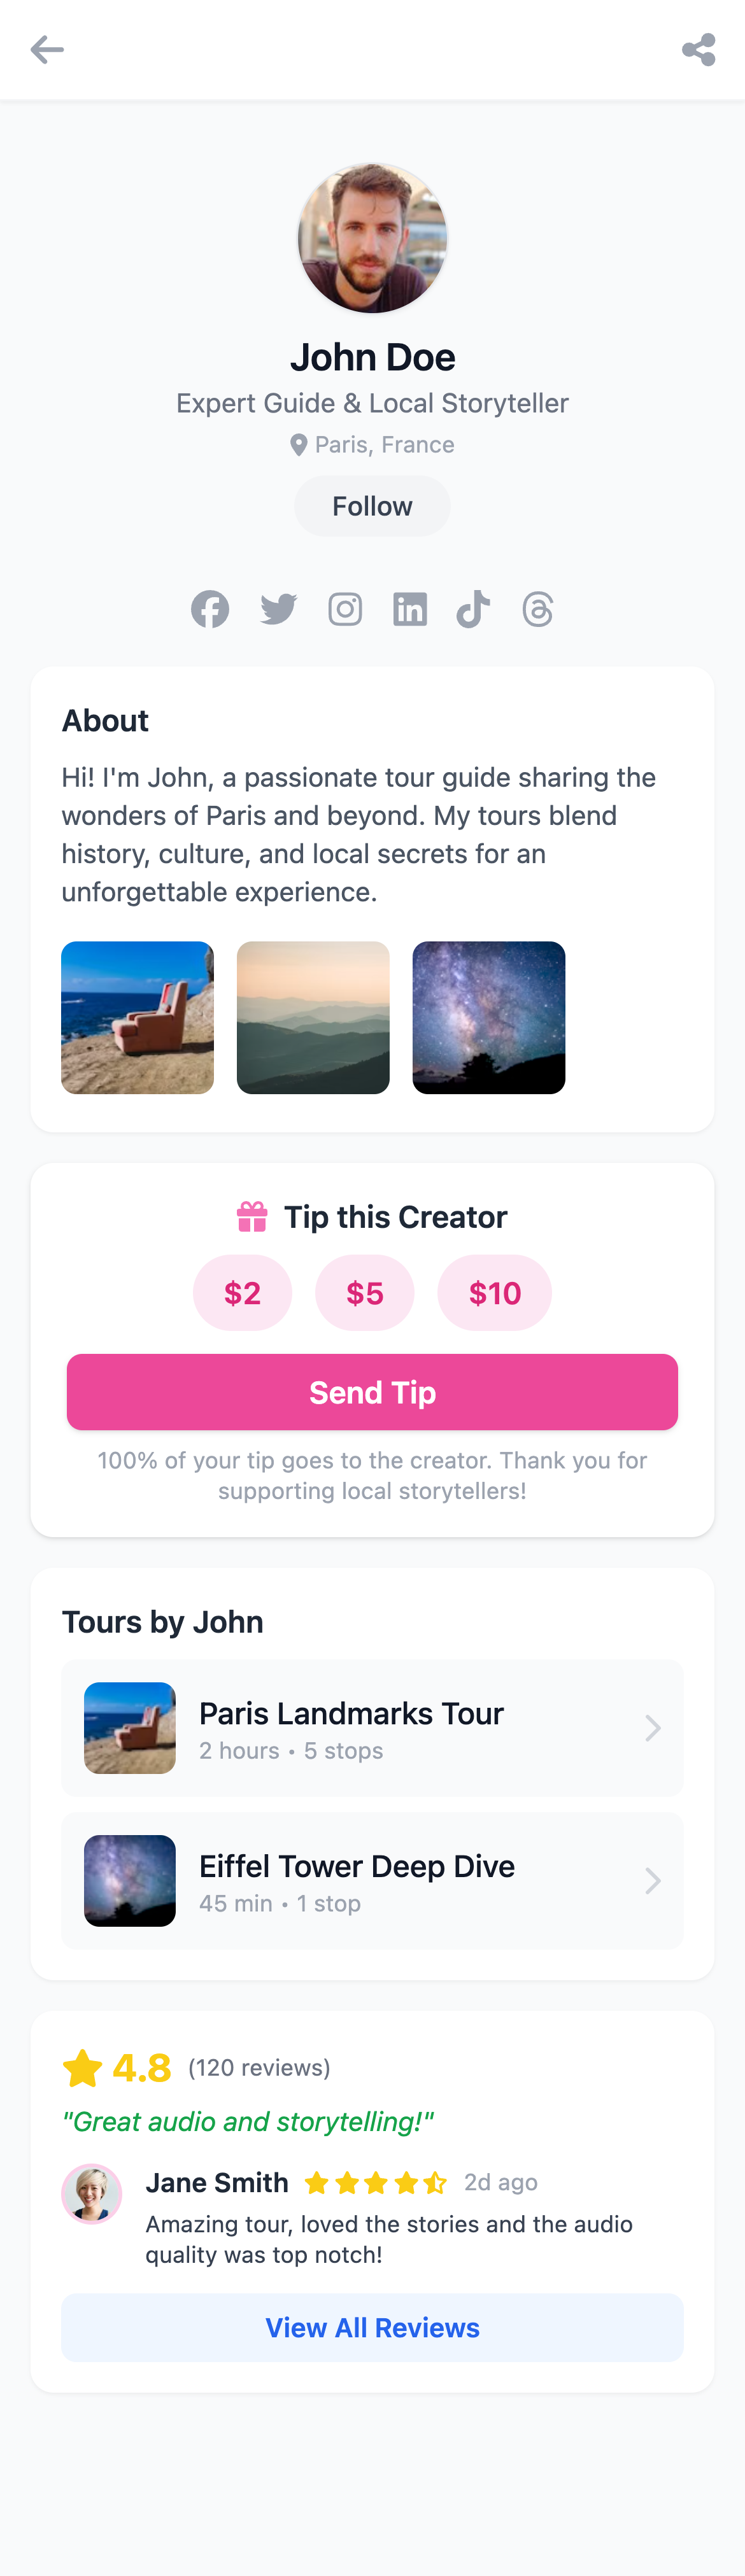 John Doe
Expert Guide & Local Storyteller
Paris, France
Follow
About
Hi! I'm John, a passionate tour guide sharing the
wonders of Paris and beyond. My tours blend
history, culture, and local secrets for an
unforgettable experience.
Tip this Creator
$2 $5 $10
Send Tip
100% of your tip goes to the creator. Thank you for
supporting local storytellers!
Tours by John
Paris Landmarks Tour
2 hours • 5 stops
Eiffel Tower Deep Dive
45 min • 1 stop
4.8 (120 reviews)
"Great audio and storytelling!"
Jane Smith 2d ago
Amazing tour, loved the stories and the audio
quality was top notch!
View All Reviews